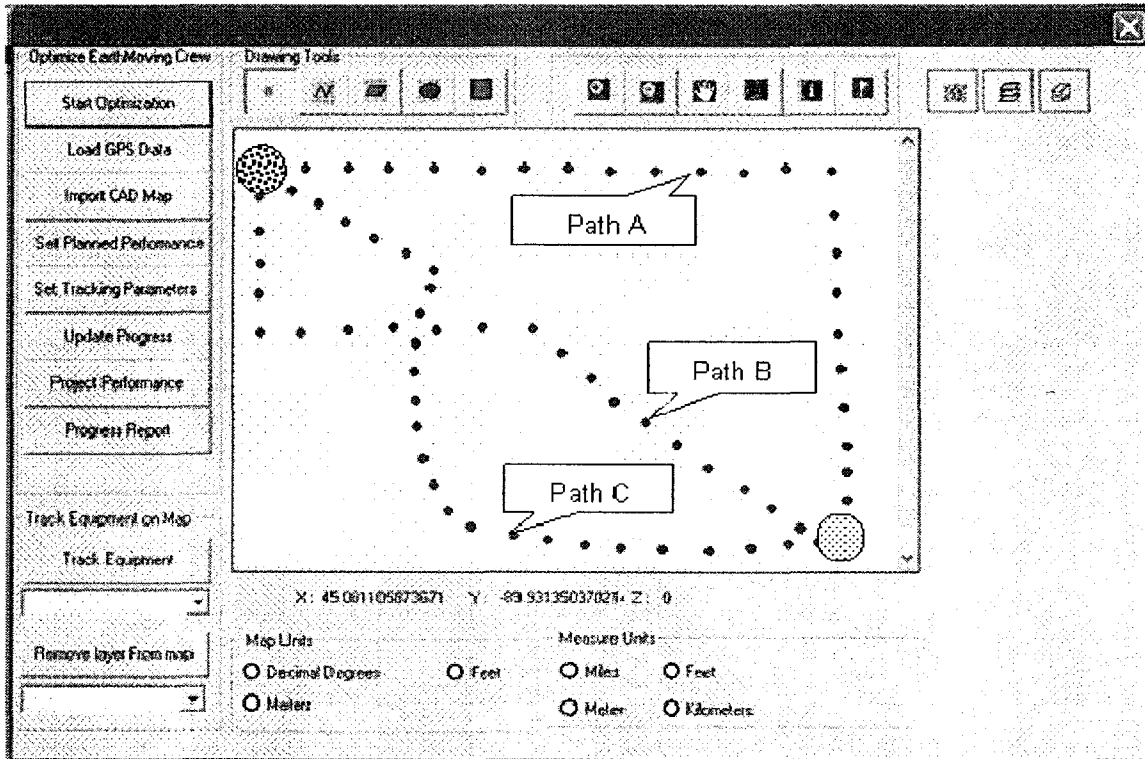 Optimize EarthMoving Crew
Drawing Tools
Start Optimization
Load GPS Data
Import CAD Map
Set Planned Performance
Set Tracking Parameters
Update Progress
Project Performance
Progress Report
Path A
Path B
Path C
Track Equipment on Map
Track Equipment
Remove layer From map
X: Y: Z: 0
Map Units
Decimal Degrees
Feet
Meters
Measure Units
Miles
Feet
Meter
Kilometers